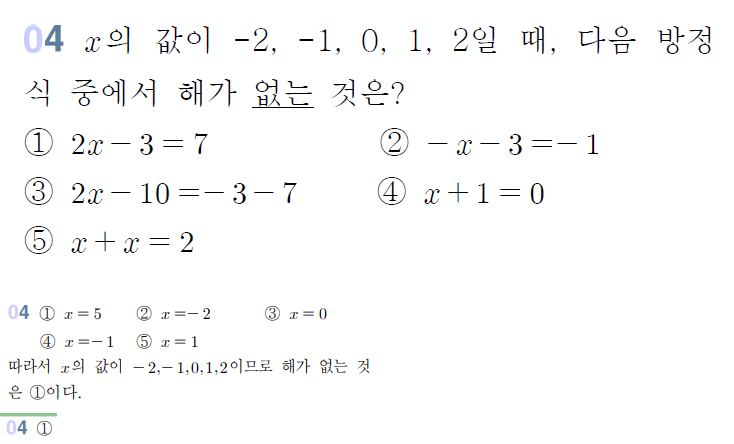 04 x의 값이 -2, -1, 0, 1, 2일 때, 다음 방정
식 중에서 해가 없는 것은?
① 2x-3=7 ② -x-3=-1
③ 2x-10=-3-7 ④ x+1=0
⑤ x+x=2
04 ① x=5 ② x=-2 ③ x=0
④ x=-1 ⑤ x=1
따라서 x의 값이 -2,-1,0,1,2이므로 해가 없는 것
은 ①이다.
04 ①